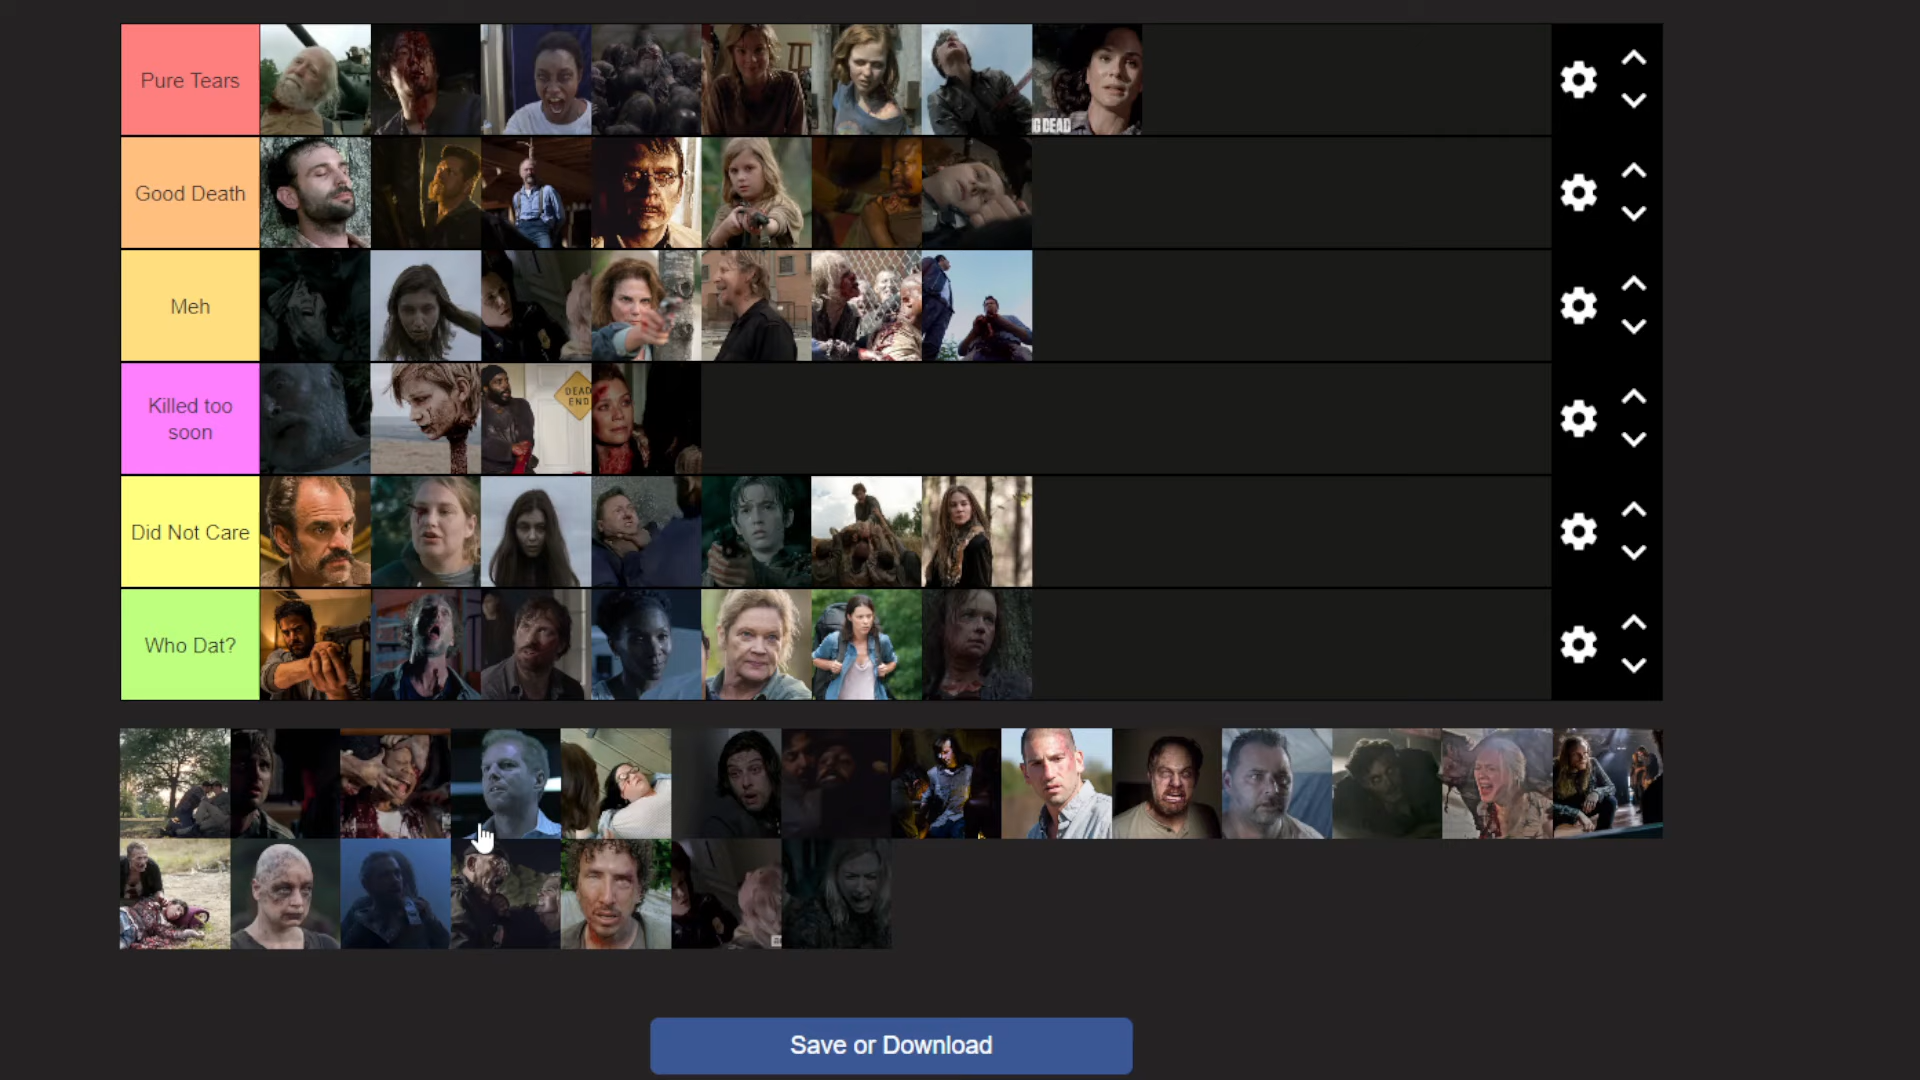 Pure Tears
G DEAD
Good Death
Meh
Killed too
soon
DEAD
END
Did Not Care
Who Dat?
Save or Download